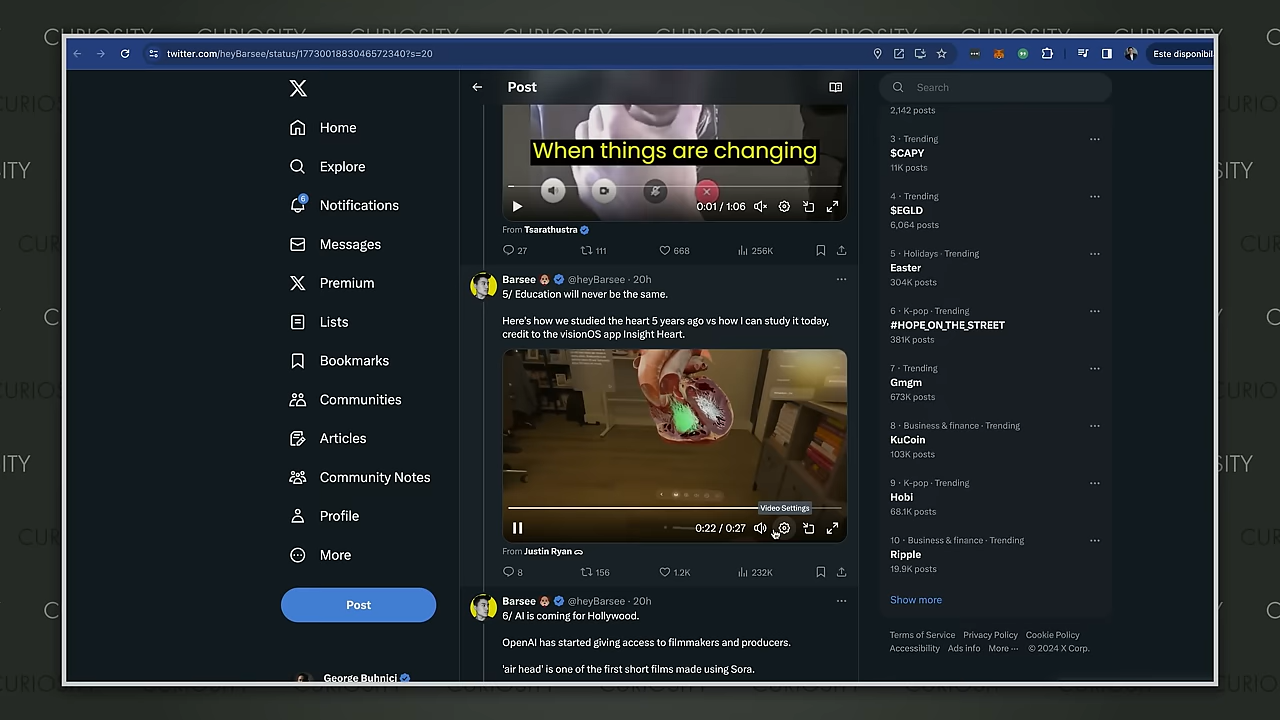 CURIOSITY
twitter.com/heyBarsee/status/1773001883046572340?s=20
Este disponibil
Home
Explore
6
Notifications
Messages
Premium
Lists
Bookmarks
Communities
Articles
Community Notes
Profile
More
Post
George Buhnici
Post
When things are changing
0:01 / 1:06
From Tsarathustra
27 111 668 256K
Barsee @heyBarsee · 20h
5/ Education will never be the same.
Here's how we studied the heart 5 years ago vs how I can study it today,
credit to the visionOS app Insight Heart.
Video Settings
0:22 / 0:27
From Justin Ryan
8 156 1.2K 232K
Barsee @heyBarsee · 20h
6/ AI is coming for Hollywood.
OpenAI has started giving access to filmmakers and producers.
'air head' is one of the first short films made using Sora.
Search
2,142 posts
3 · Trending
$CAPY
11K posts
4 · Trending
$EGLD
6,064 posts
5 · Holidays · Trending
Easter
304K posts
6 · K-pop · Trending
#HOPE_ON_THE_STREET
381K posts
7 · Trending
Gmgm
673K posts
8 · Business & finance · Trending
KuCoin
103K posts
9 · K-pop · Trending
Hobi
68.1K posts
10 · Business & finance · Trending
Ripple
19.9K posts
Show more
Terms of Service Privacy Policy Cookie Policy
Accessibility Ads info More ··· © 2024 X Corp.